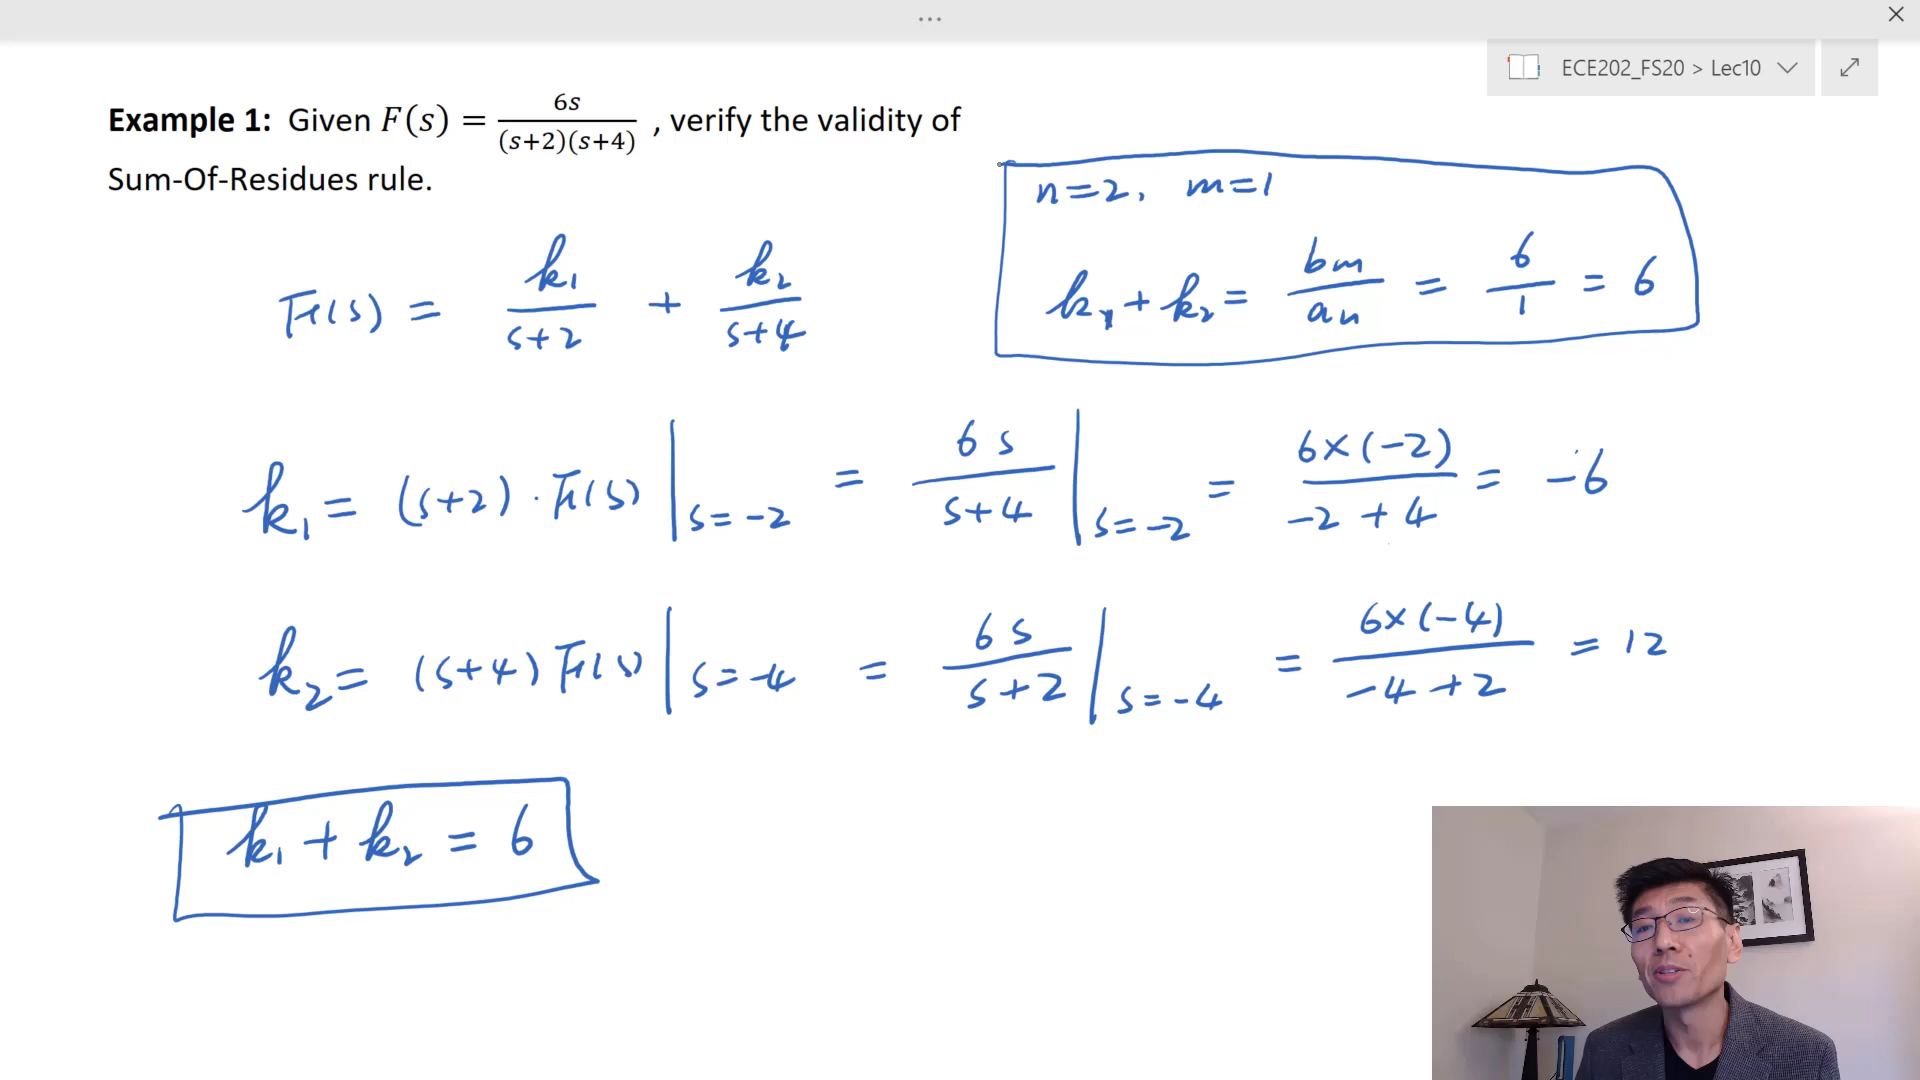 ECE202_FS20 > Lec10
Example 1: Given F(s) = 6s / (s+2)(s+4) , verify the validity of
Sum-Of-Residues rule.
n=2, m=1
k₁ + k₂ = bm / an = 6 / 1 = 6
F(s) = k₁ / s+2 + k₂ / s+4
k₁ = (s+2) · F(s) | s=-2 = 6s / s+4 | s=-2 = 6×(-2) / -2+4 = -6
k₂ = (s+4) F(s) | s=-4 = 6s / s+2 | s=-4 = 6×(-4) / -4+2 = 12
k₁ + k₂ = 6